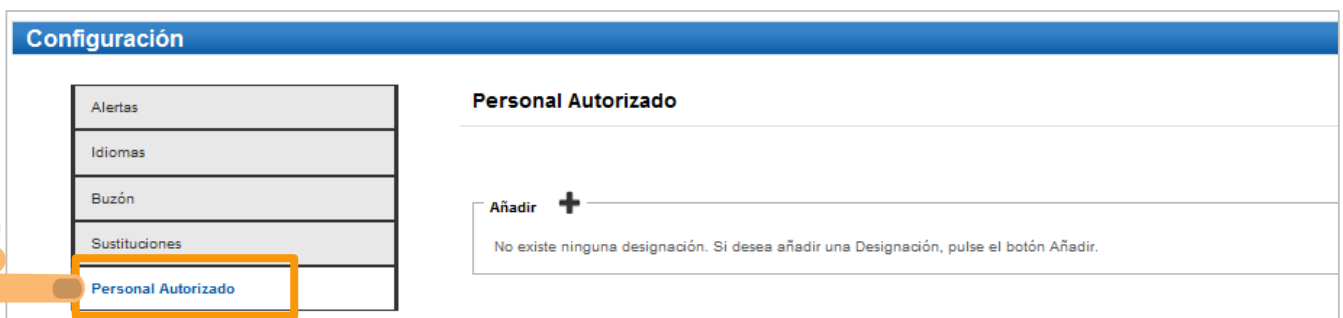 Configuración
Alertas
Idiomas
Buzón
Sustituciones
Personal Autorizado
Personal Autorizado
Añadir
No existe ninguna designación. Si desea añadir una Designación, pulse el botón Añadir.